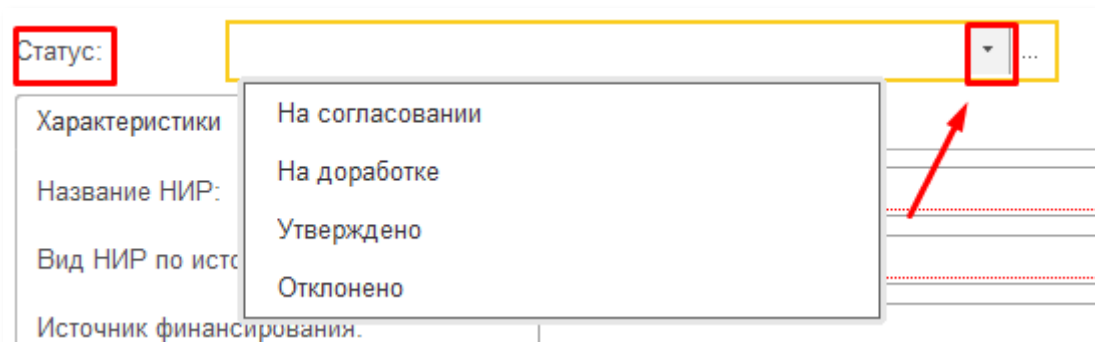 Статус:
...
На согласовании
Характеристики
На доработке
Название НИР:
Утверждено
Вид НИР по исто
Отклонено
Источник финансирования: